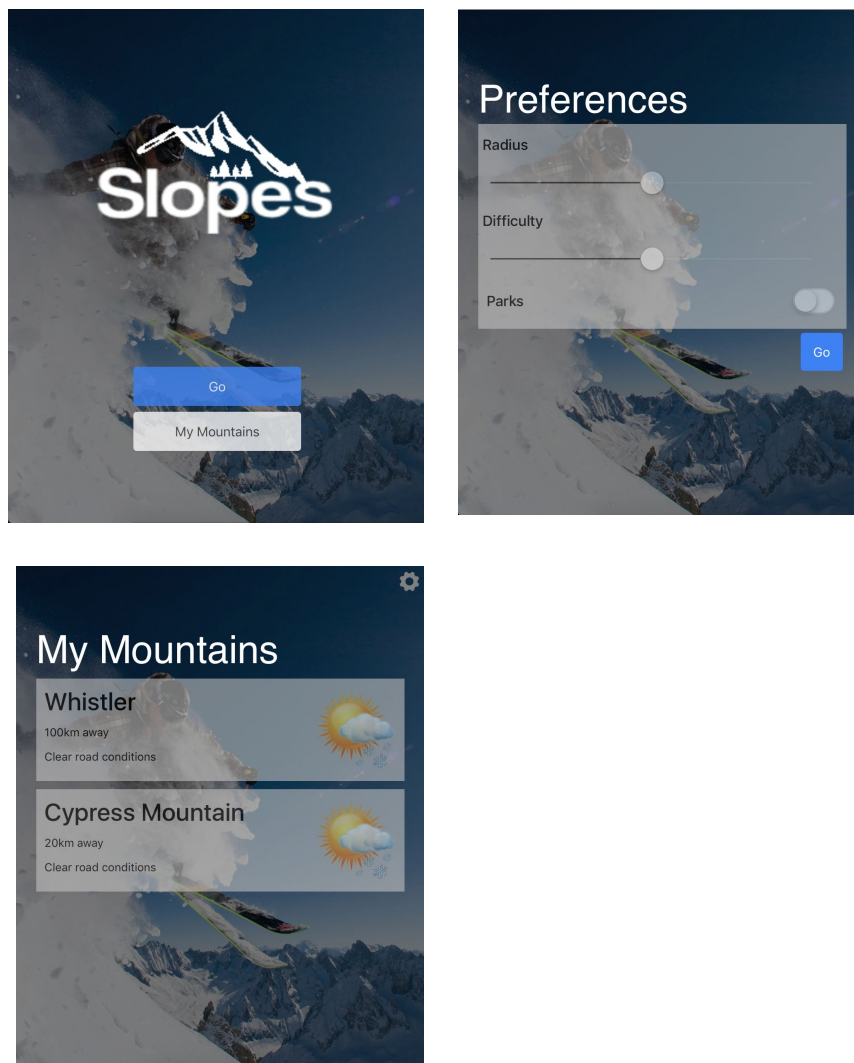 Slopes
Go
My Mountains
Preferences
Radius
Difficulty
Parks
Go
My Mountains
Whistler
100km away
Clear road conditions
Cypress Mountain
20km away
Clear road conditions